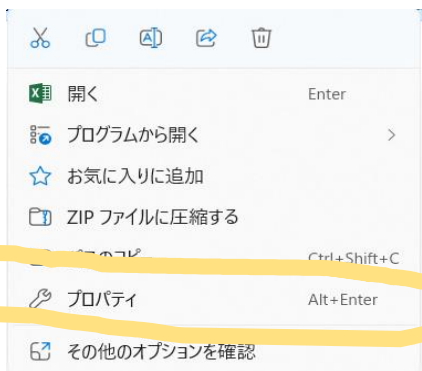 開く Enter
プログラムから開く
お気に入りに追加
ZIP ファイルに圧縮する
Ctrl+Shift+C
プロパティ Alt+Enter
その他のオプションを確認